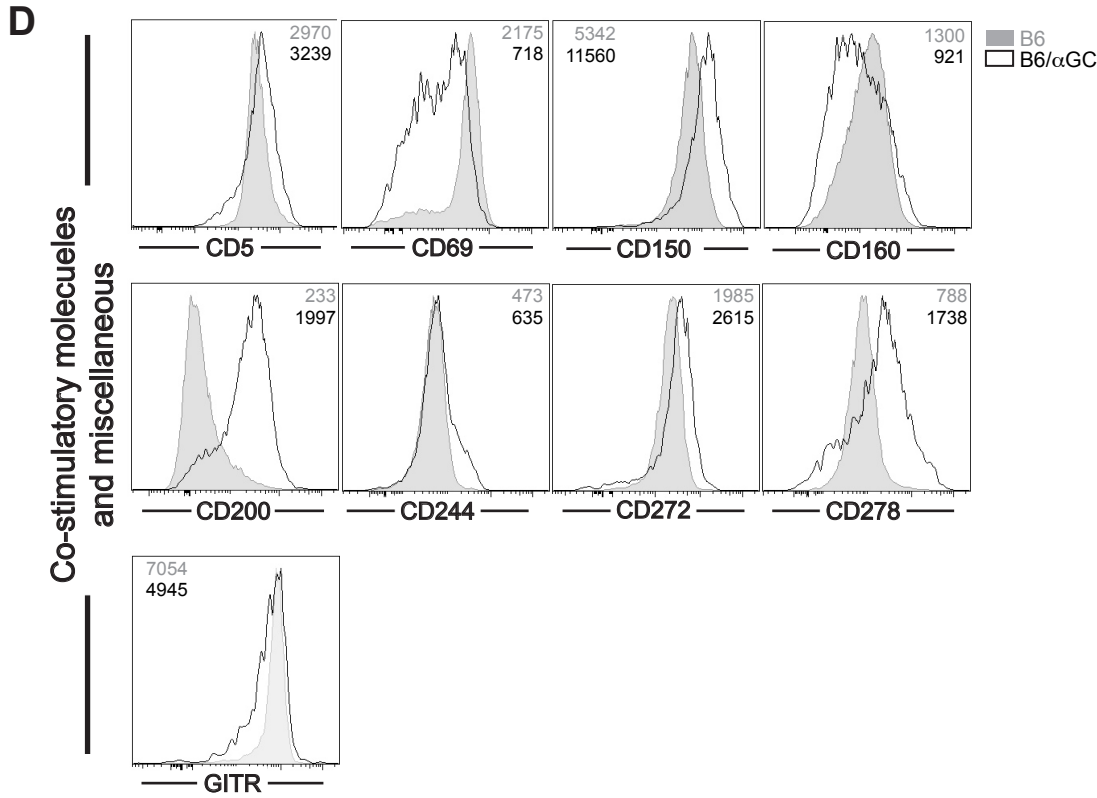 D
B6
B6/αGC
Co-stimulatory molecueles
and miscellaneous
2970
3239
CD5
2175
718
CD69
5342
11560
CD150
1300
921
CD160
233
1997
CD200
473
635
CD244
1985
2615
CD272
788
1738
CD278
7054
4945
GITR